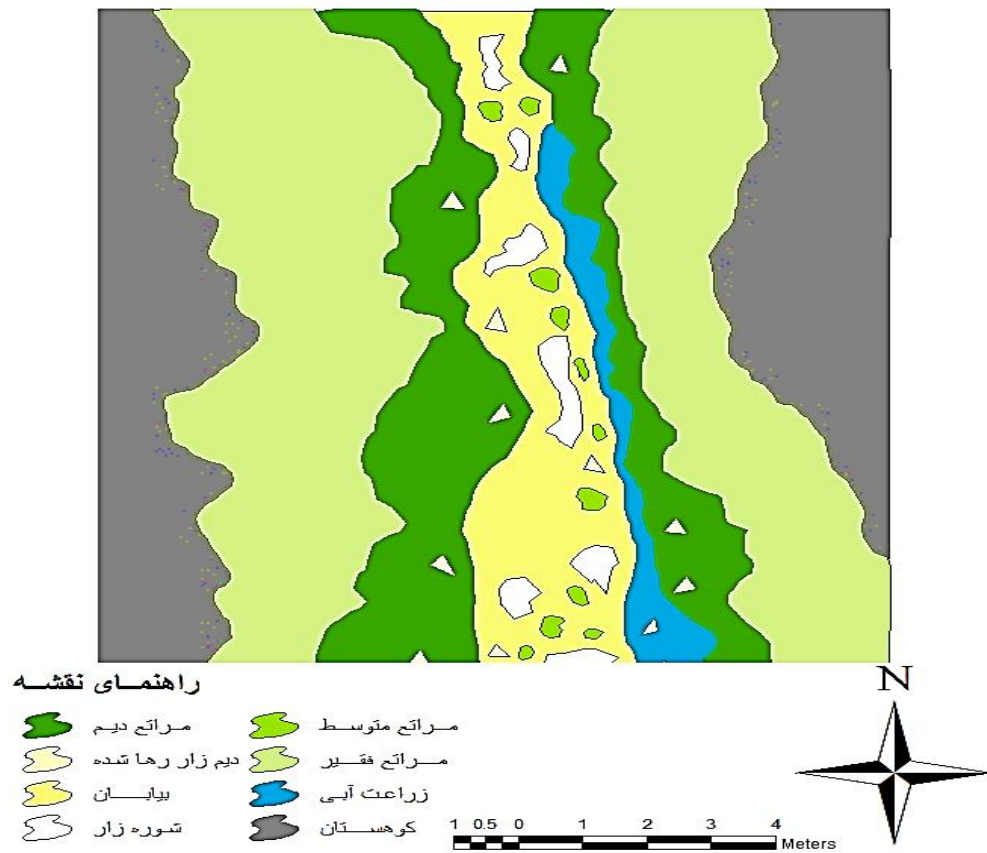 N
راهنمای نقشه
مراتع متوسط
مراتع دیم
مراتع فقیر
دیم زار رها شده
زراعت آبی
بیابان
کوهستان
شوره زار
1 0.5 0 1 2 3 4
Meters